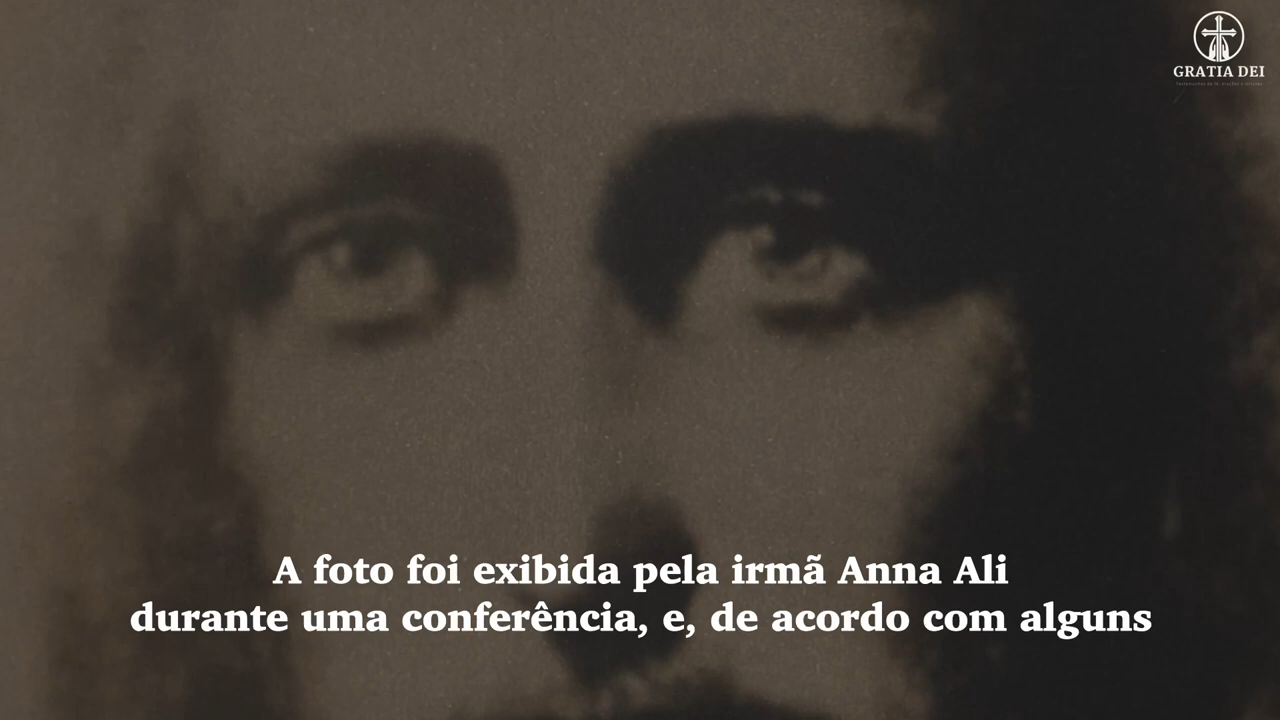 GRATIA DEI
A foto foi exibida pela irmã Anna Ali
durante uma conferência, e, de acordo com alguns